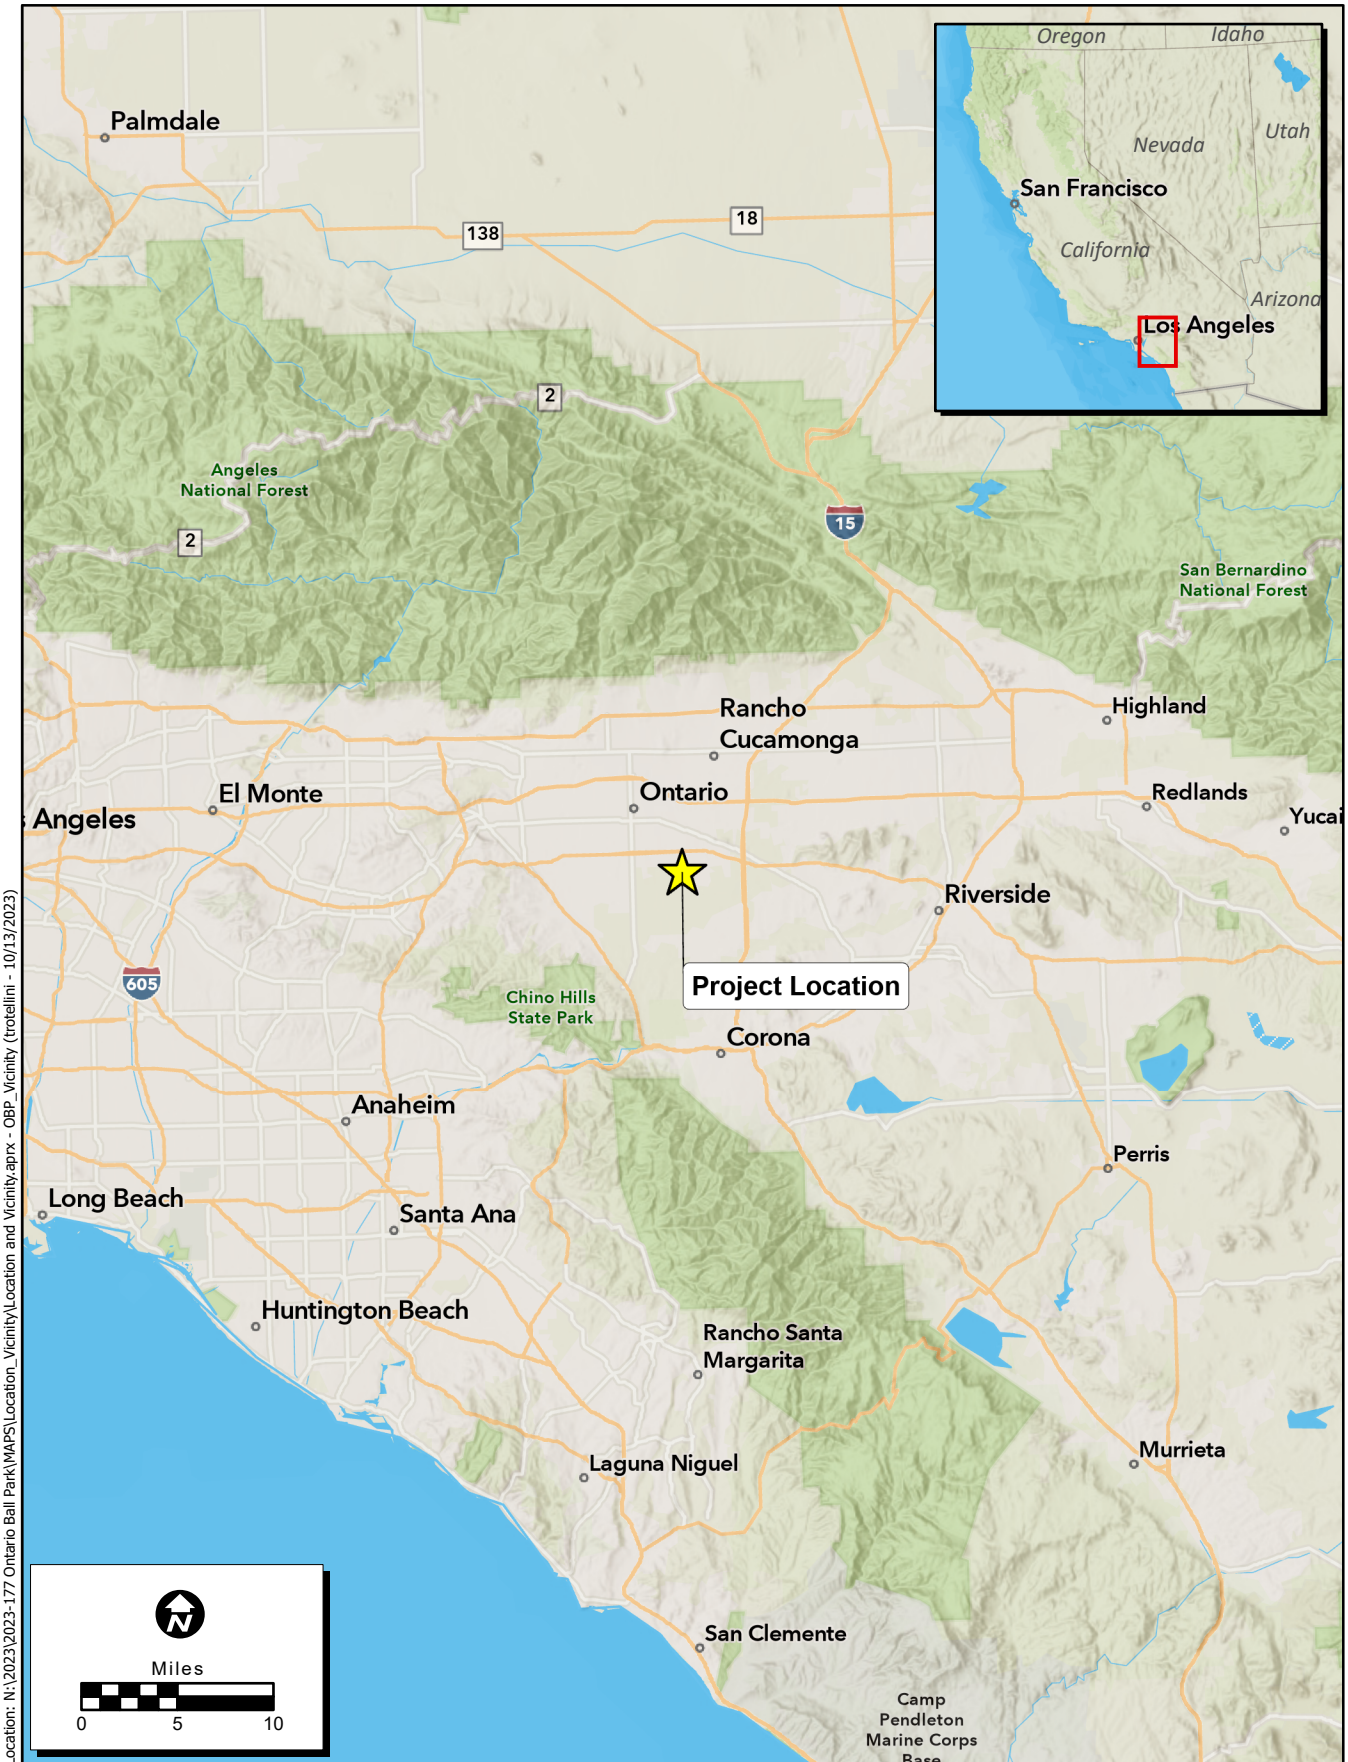 Oregon
Idaho
Nevada
Utah
San Francisco
California
Arizona
Los Angeles
Palmdale
138
18
2
Angeles
National Forest
2
15
San Bernardino
National Forest
Rancho
Cucamonga
Highland
El Monte
Ontario
Redlands
Angeles
Yucai
Riverside
605
Project Location
Chino Hills
State Park
Corona
Anaheim
Perris
Long Beach
Santa Ana
Huntington Beach
Rancho Santa
Margarita
Laguna Niguel
Murrieta
San Clemente
Camp
Pendleton
Marine Corps
Base
N
Miles
0 5 10
ocation: N:\2023\2023-177 Ontario Ball Park\MAPS\Location_Vicinity\Location and Vicinity.aprx - OBP_Vicinity (trotellini - 10/13/2023)